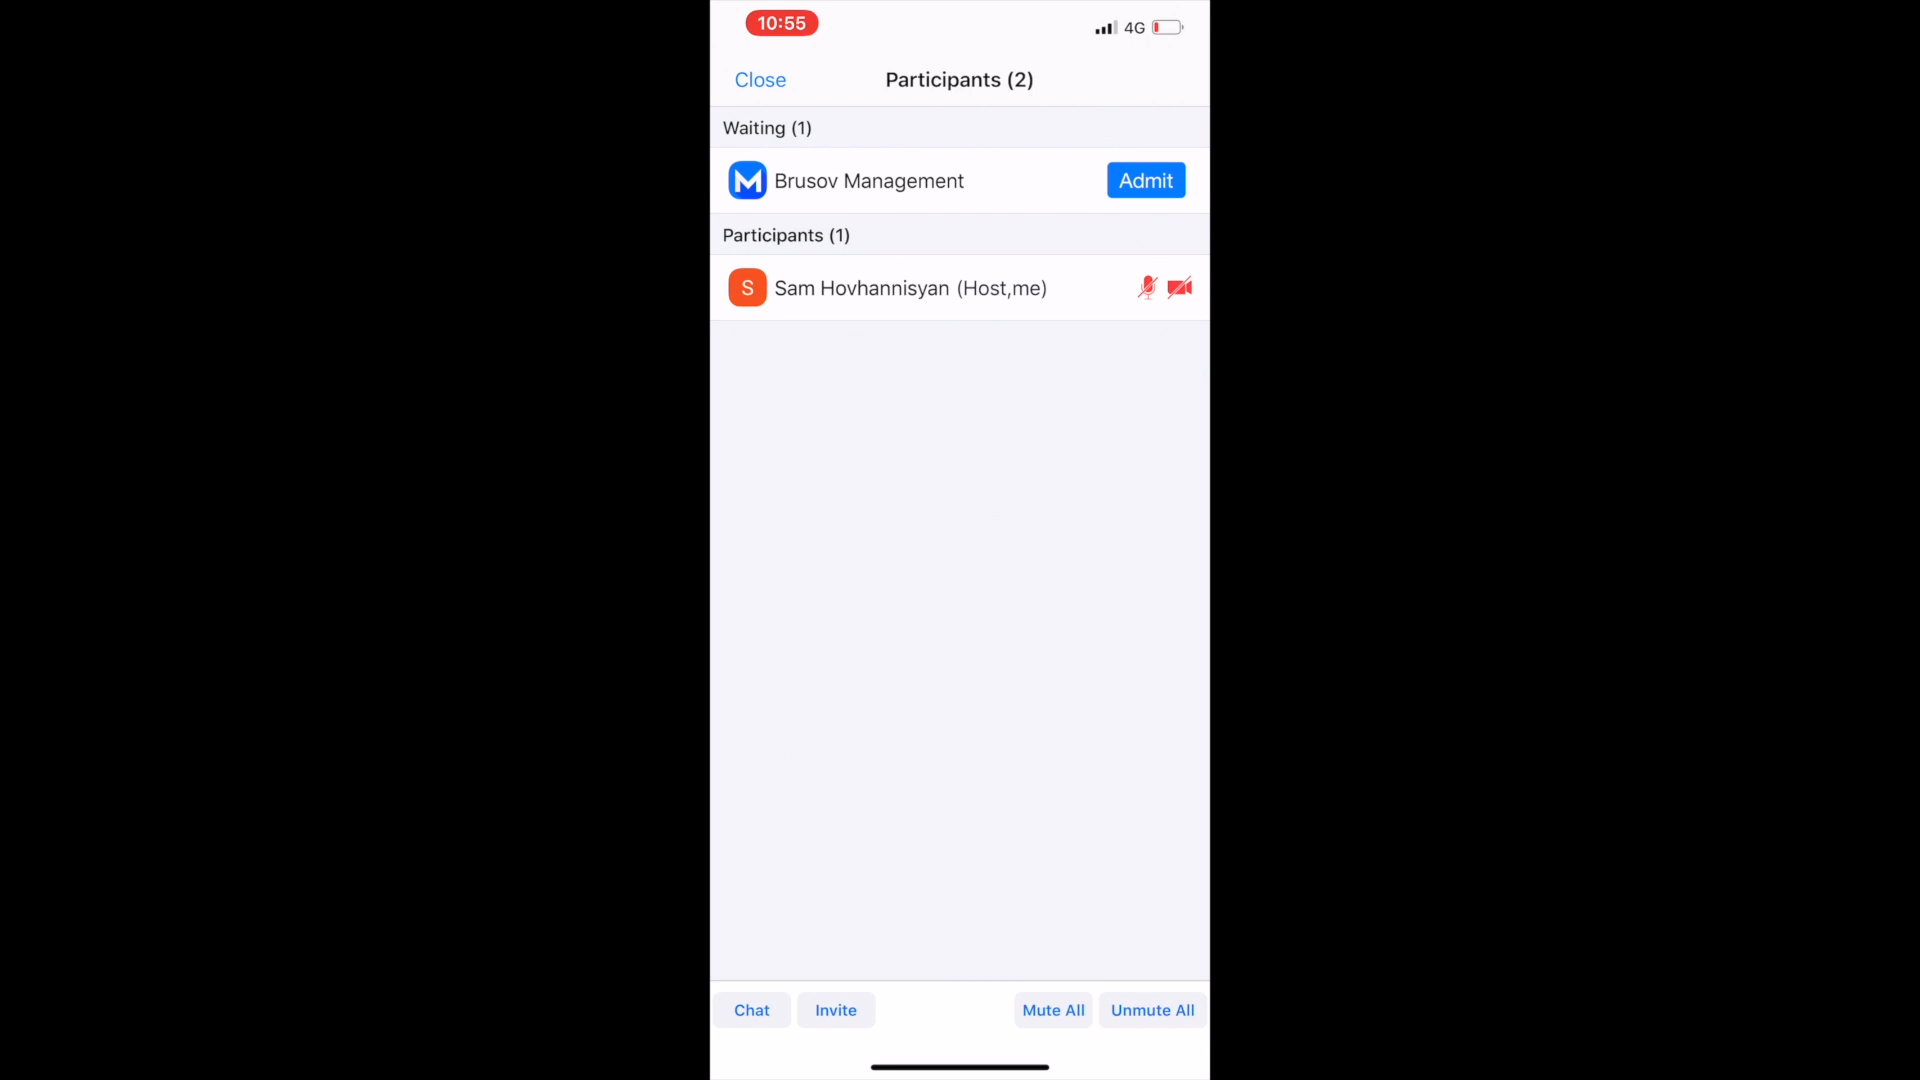 10:55
4G
Close
Participants (2)
Waiting (1)
M
Brusov Management
Admit
Participants (1)
S
Sam Hovhannisyan (Host,me)
Chat
Invite
Mute All
Unmute All